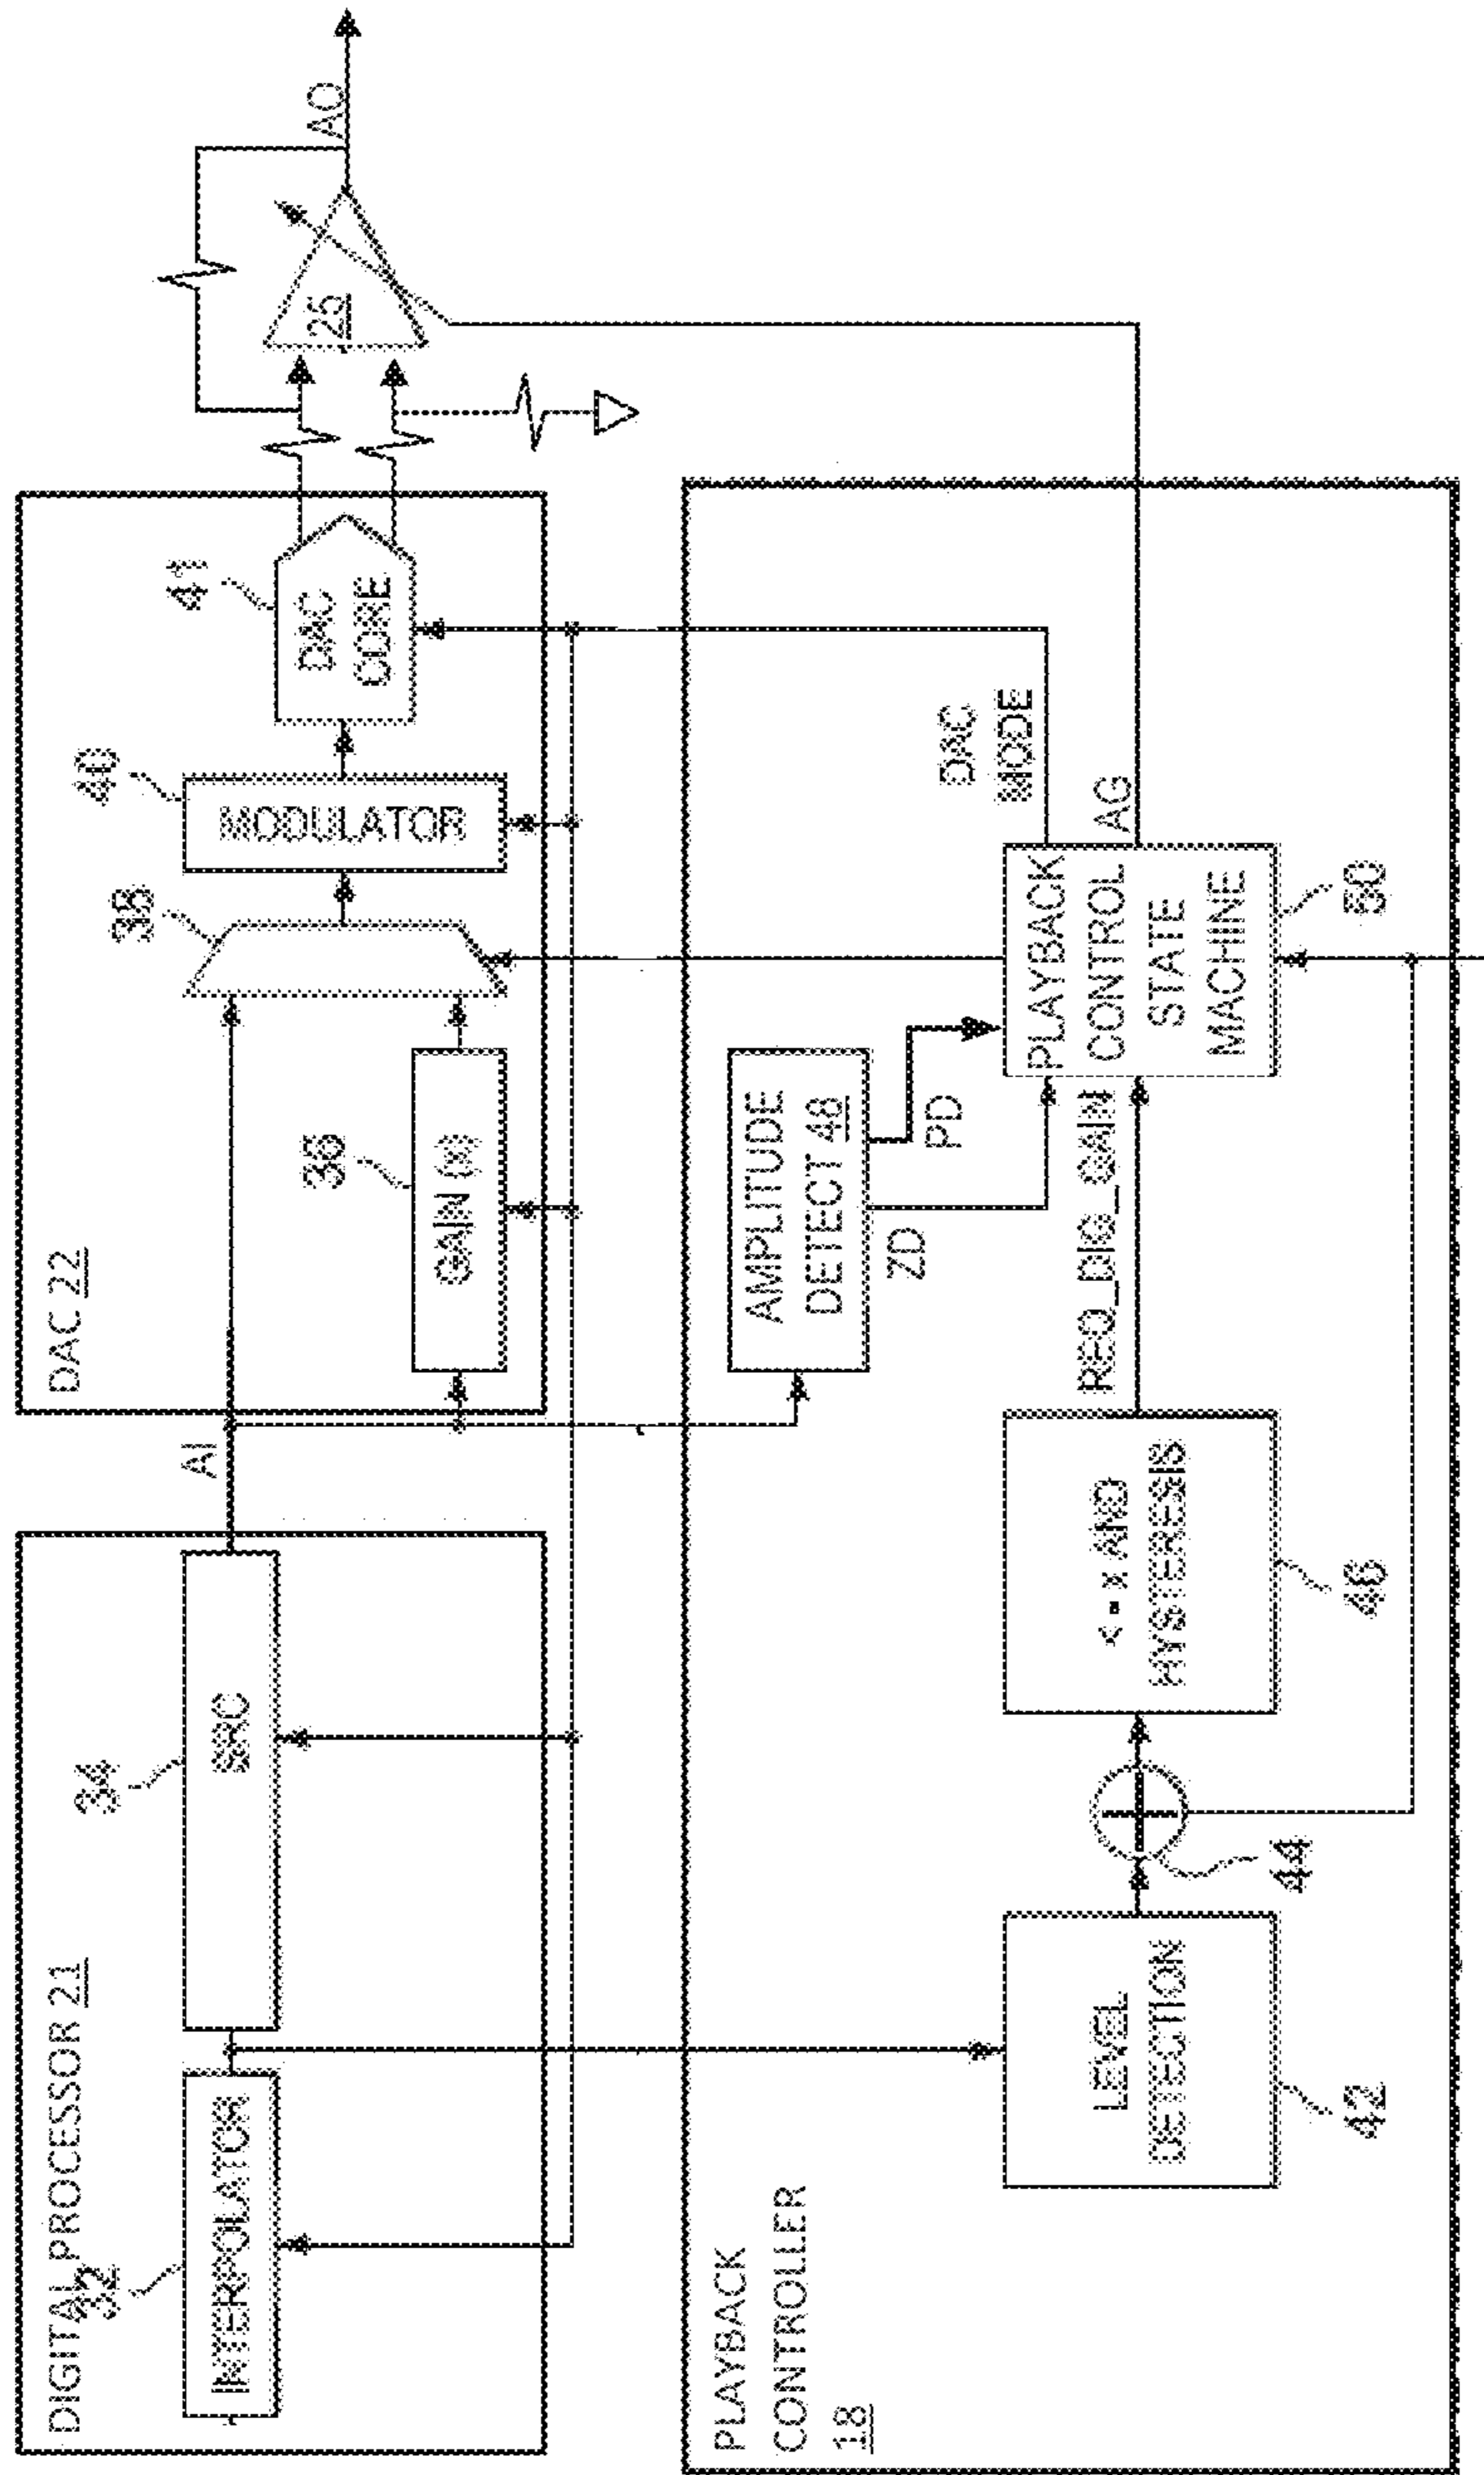 DIGITAL PROCESSOR 21
32
INTERPOLATOR
34
SRC
AI
DAC 22
36
GAIN (x)
38
40
MODULATOR
41
DAC
CORE
25
AO
PLAYBACK
CONTROLLER
18
LEVEL
DETECTION
42
44
<= x AND
HYSTERESIS
46
REQ_DIG_GAIN
AMPLITUDE
DETECT 48
ZD
PD
PLAYBACK
CONTROL
STATE
MACHINE
50
DAC
MODE
AG